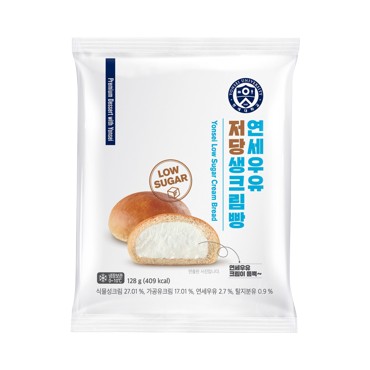 YONSEI UNIVERSITY
Premium Dessert with Yonsei
연세우유
저당생크림빵
Yonsei Low Sugar Cream Bread
LOW
SUGAR
연세우유
크림이 듬뿍~
128 g (409 kcal)
식물성크림 27.01 %, 가공유크림 17.01 %, 연세우유 2.7 %, 탈지분유 0.9 %